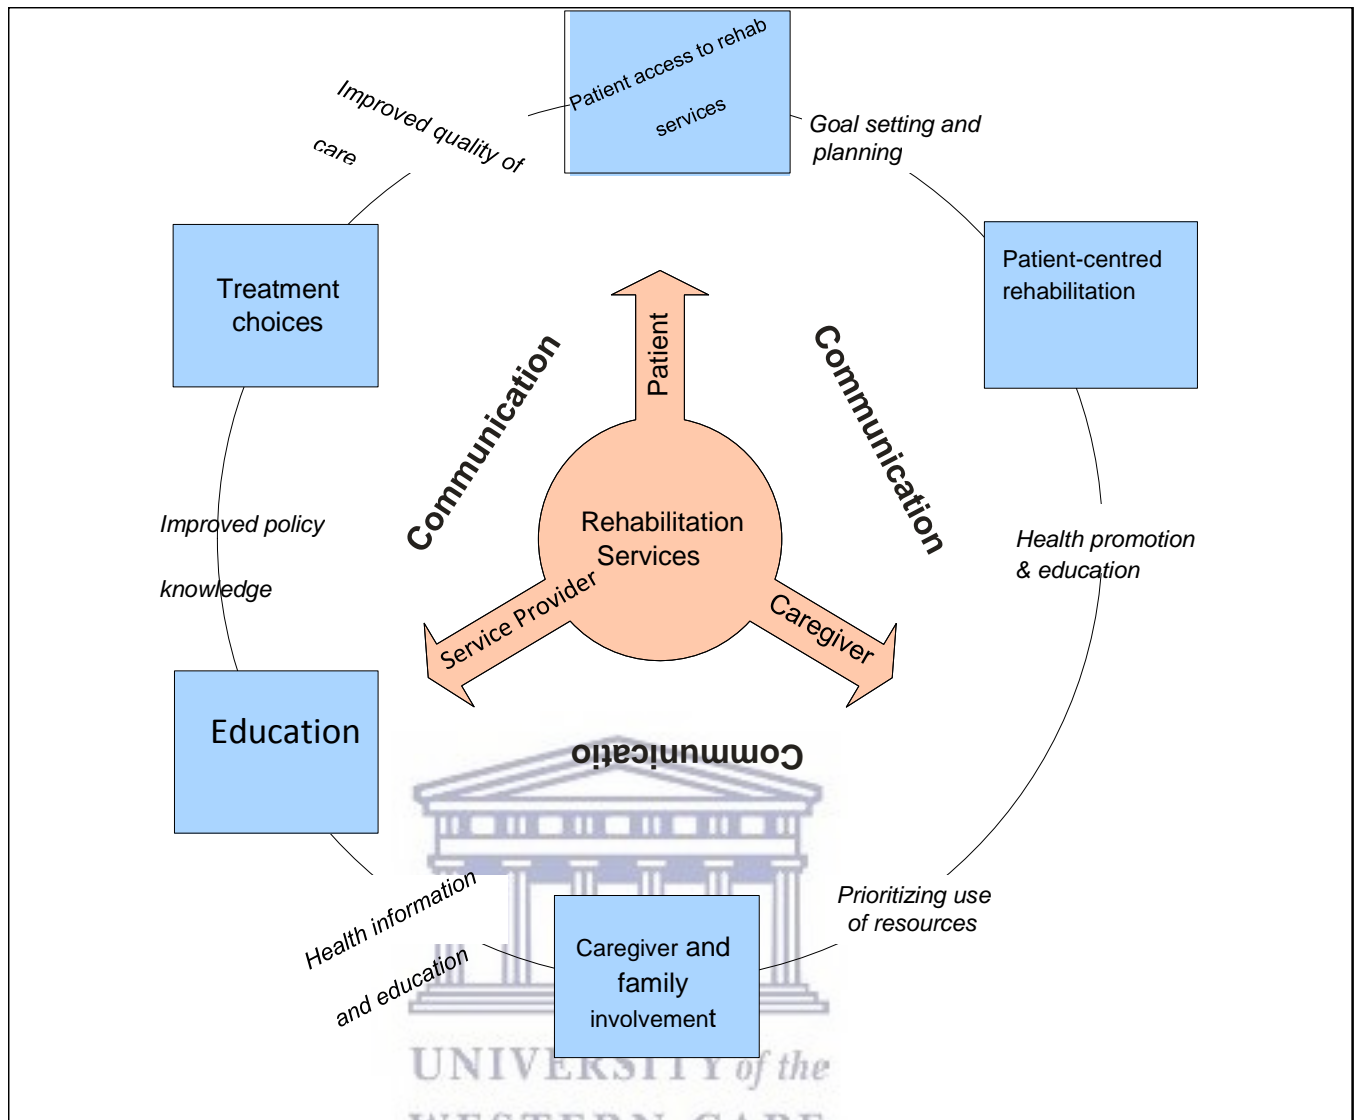 Patient access to rehab
services
Improved quality of
care
Goal setting and
planning
Patient-centred
rehabilitation
Treatment
choices
Communication
Communication
Patient
Rehabilitation
Services
Improved policy
knowledge
Health promotion
& education
Service Provider
Caregiver
Education
Communicatio
Prioritizing use
of resources
Health information
and education
Caregiver and
family
involvement
UNIVERSITY of the
WESTERN CAPE